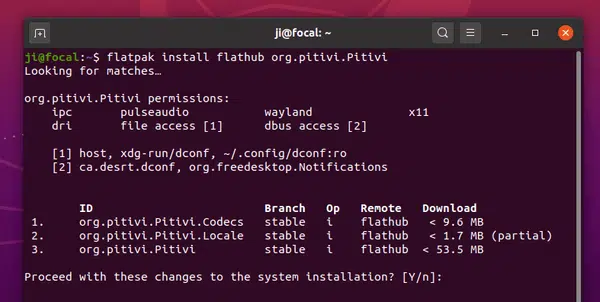 ji@focal: ~
ji@focal:~$ flatpak install flathub org.pitivi.Pitivi
Looking for matches…
org.pitivi.Pitivi permissions:
ipc pulseaudio wayland x11
dri file access [1] dbus access [2]
[1] host, xdg-run/dconf, ~/.config/dconf:ro
[2] ca.desrt.dconf, org.freedesktop.Notifications
ID Branch Op Remote Download
1. org.pitivi.Pitivi.Codecs stable i flathub < 9.6 MB
2. org.pitivi.Pitivi.Locale stable i flathub < 1.7 MB (partial)
3. org.pitivi.Pitivi stable i flathub < 53.5 MB
Proceed with these changes to the system installation? [Y/n]: